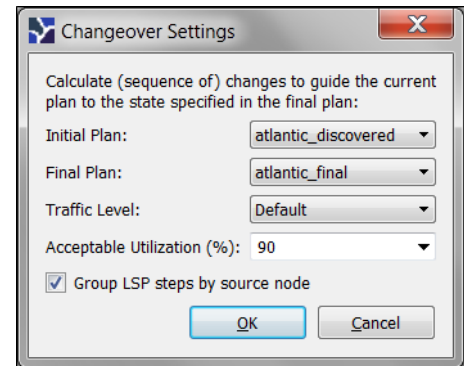 Changeover Settings
Calculate (sequence of) changes to guide the current
plan to the state specified in the final plan:
Initial Plan: atlantic_discovered
Final Plan: atlantic_final
Traffic Level: Default
Acceptable Utilization (%): 90
Group LSP steps by source node
OK Cancel